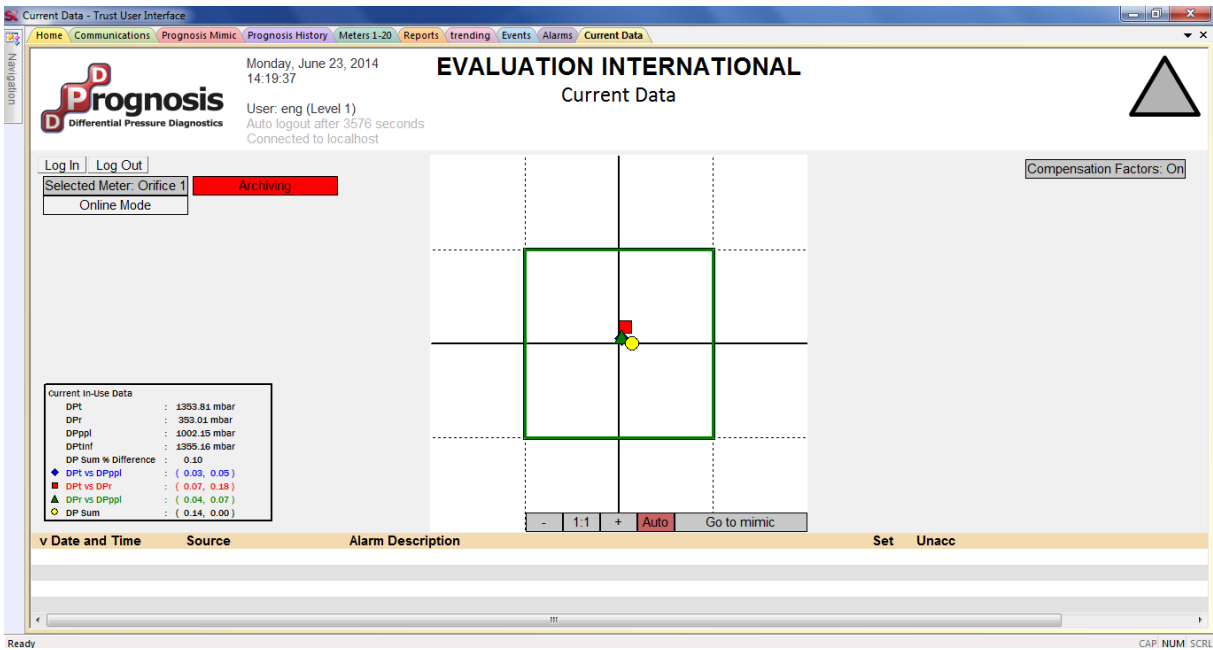 Current Data - Trust User Interface
Home Communications Prognosis Mimic Prognosis History Meters 1-20 Reports trending Events Alarms Current Data
Navigation
D
Prognosis
D Differential Pressure Diagnostics
Monday, June 23, 2014
14:19:37
User: eng (Level 1)
Auto logout after 3576 seconds
Connected to localhost
EVALUATION INTERNATIONAL
Current Data
Log In Log Out
Selected Meter: Orifice 1 Archiving
Online Mode
Compensation Factors: On
Current In-Use Data
DPt : 1353.81 mbar
DPr : 353.01 mbar
DPppl : 1002.15 mbar
DPtinf : 1355.16 mbar
DP Sum % Difference : 0.10
DPt vs DPppl : ( 0.03, 0.05 )
DPt vs DPr : ( 0.07, 0.18 )
DPr vs DPppl : ( 0.04, 0.07 )
DP Sum : ( 0.14, 0.00 )
- 1:1 + Auto Go to mimic
v Date and Time Source Alarm Description Set Unacc
Ready CAP NUM SCRL